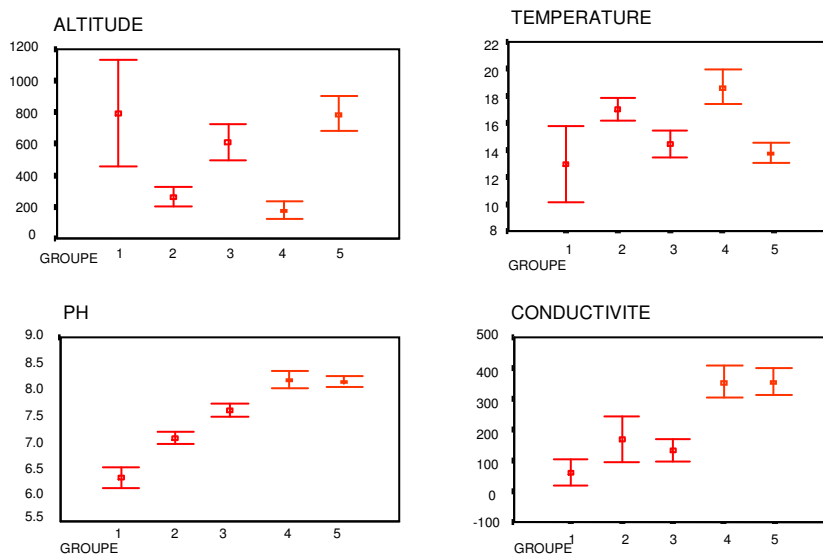 ALTITUDE
1200
1000
800
600
400
200
0
GROUPE 1 2 3 4 5
TEMPERATURE
22
20
18
16
14
12
10
8
1 2 3 4 5
GROUPE
PH
9.0
8.5
8.0
7.5
7.0
6.5
6.0
5.5
1 2 3 4 5
GROUPE
CONDUCTIVITE
500
400
300
200
100
0
-100
1 2 3 4 5
GROUPE